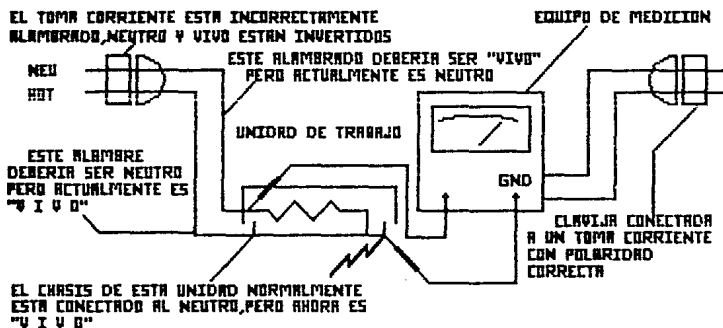 EL TOMA CORRIENTE ESTA INCORRECTAMENTE
ALAMBRADO,NEUTRO Y VIVO ESTAN INVERTIDOS
EQUIPO DE MEDICION
ESTE ALAMBRADO DEBERIA SER "VIVO"
PERO ACTUALMENTE ES NEUTRO
NEU
HOT
UNIDAD DE TRABAJO
ESTE ALAMBRE
DEBERIA SER NEUTRO
PERO ACTUALMENTE ES
"V I V O"
GND
CLAVIJA CONECTADA
A UN TOMA CORRIENTE
CON POLARIDAD
CORRECTA
EL CHASIS DE ESTA UNIDAD NORMALMENTE
ESTA CONECTADO AL NEUTRO,PERO AHORA ES
"V I V O"